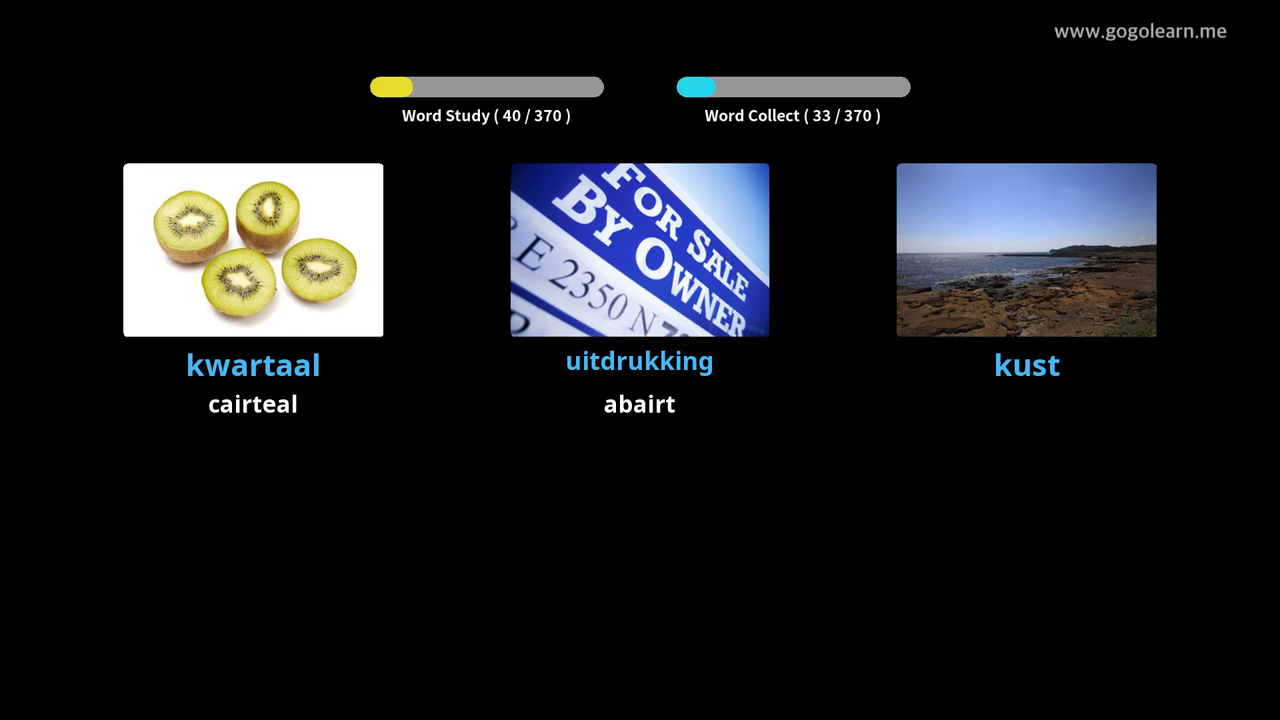 www.gogolearn.me
Word Study ( 40 / 370 )
Word Collect ( 33 / 370 )
FOR SALE
BY OWNER
E 2350 N
kwartaal
uitdrukking
kust
cairteal
abairt